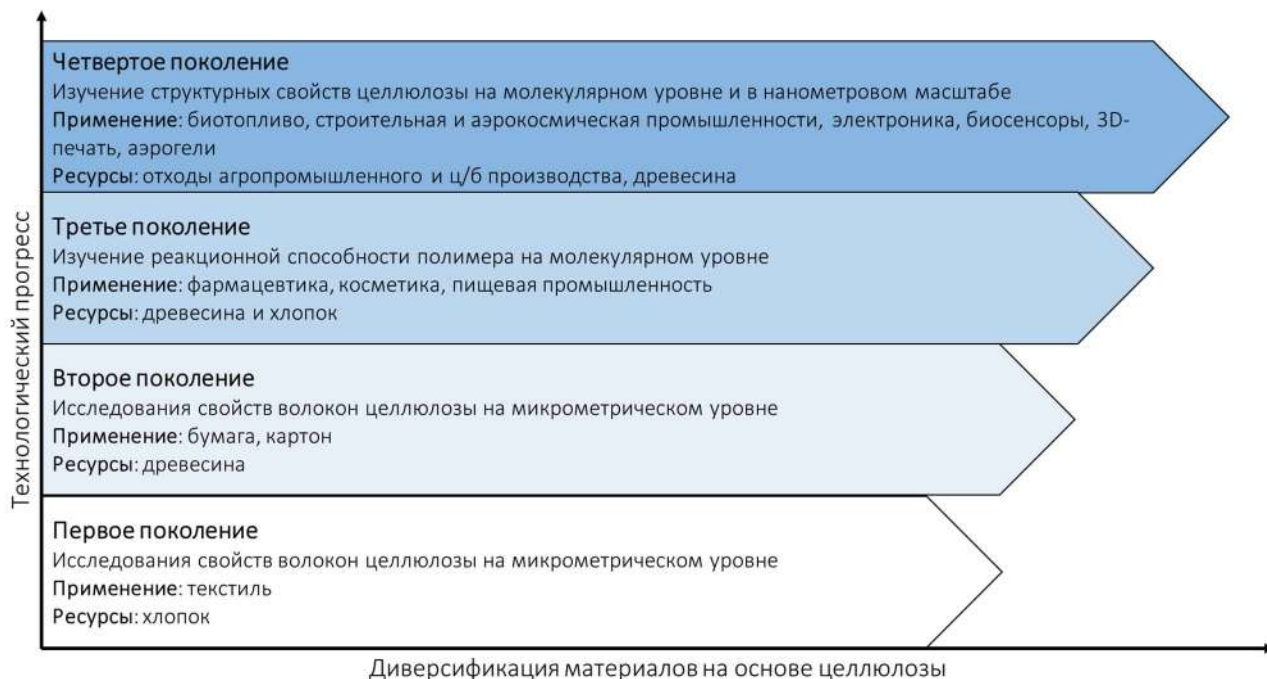 Технологический прогресс
Четвертое поколение
Изучение структурных свойств целлюлозы на молекулярном уровне и в нанометровом масштабе
Применение: биотопливо, строительная и аэрокосмическая промышленности, электроника, биосенсоры, 3D-
печать, аэрогели
Ресурсы: отходы агропромышленного и ц/б производства, древесина
Третье поколение
Изучение реакционной способности полимера на молекулярном уровне
Применение: фармацевтика, косметика, пищевая промышленность
Ресурсы: древесина и хлопок
Второе поколение
Исследования свойств волокон целлюлозы на микрометрическом уровне
Применение: бумага, картон
Ресурсы: древесина
Первое поколение
Исследования свойств волокон целлюлозы на микрометрическом уровне
Применение: текстиль
Ресурсы: хлопок
Диверсификация материалов на основе целлюлозы